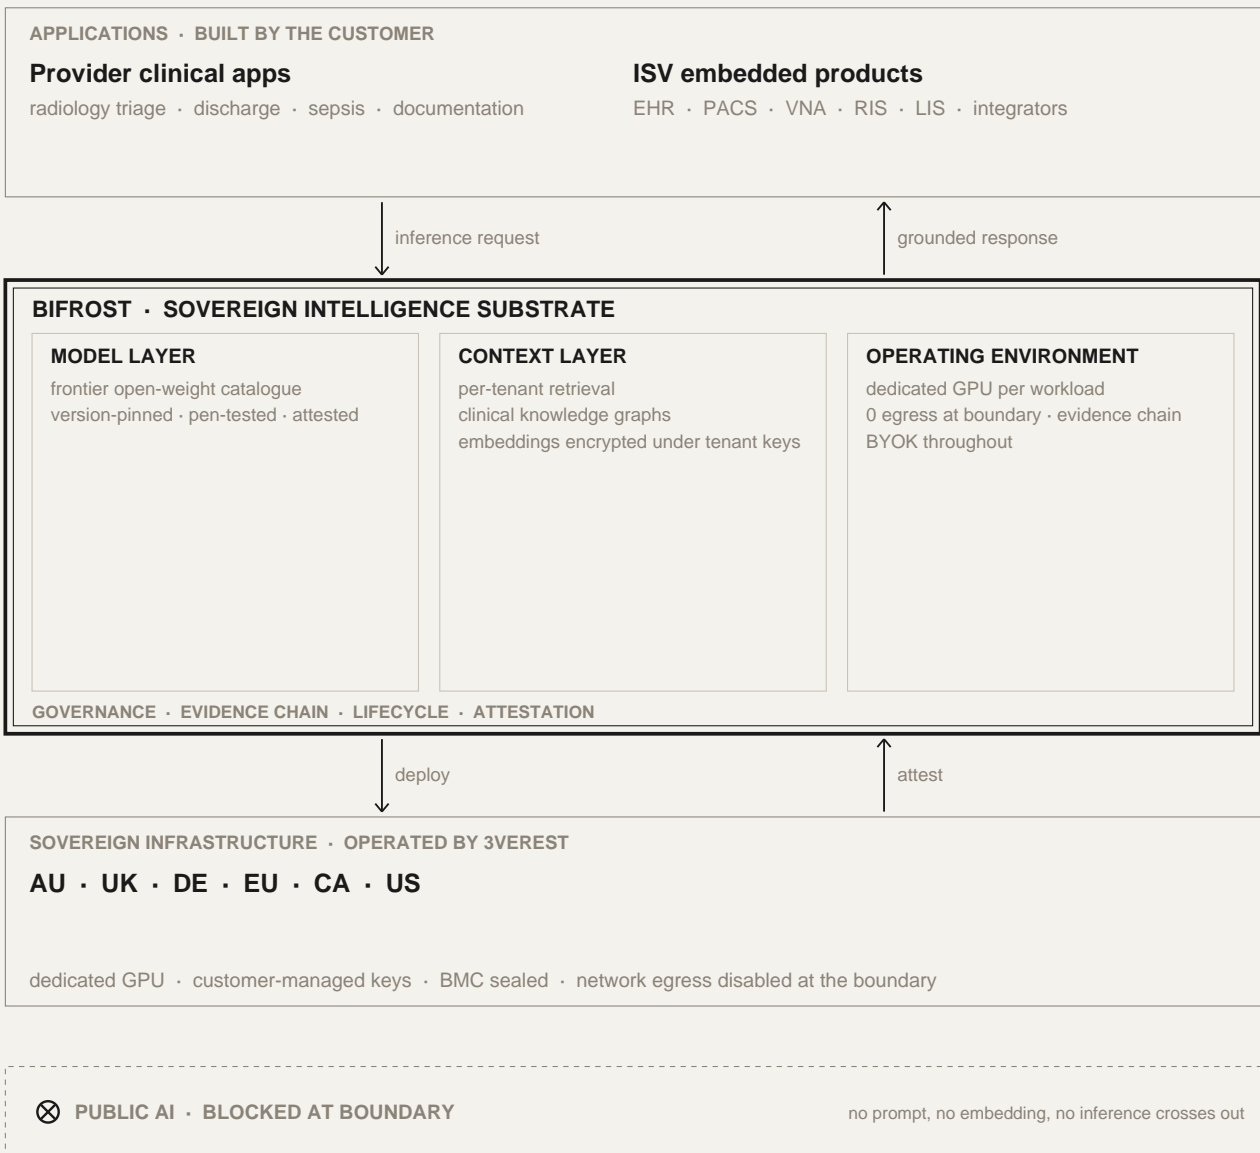 APPLICATIONS · BUILT BY THE CUSTOMER
Provider clinical apps
radiology triage · discharge · sepsis · documentation
ISV embedded products
EHR · PACS · VNA · RIS · LIS · integrators
inference request
grounded response
BIFROST · SOVEREIGN INTELLIGENCE SUBSTRATE
MODEL LAYER
frontier open-weight catalogue
version-pinned · pen-tested · attested
CONTEXT LAYER
per-tenant retrieval
clinical knowledge graphs
embeddings encrypted under tenant keys
OPERATING ENVIRONMENT
dedicated GPU per workload
0 egress at boundary · evidence chain
BYOK throughout
GOVERNANCE · EVIDENCE CHAIN · LIFECYCLE · ATTESTATION
deploy
attest
SOVEREIGN INFRASTRUCTURE · OPERATED BY 3VEREST
AU · UK · DE · EU · CA · US
dedicated GPU · customer-managed keys · BMC sealed · network egress disabled at the boundary
PUBLIC AI · BLOCKED AT BOUNDARY
no prompt, no embedding, no inference crosses out